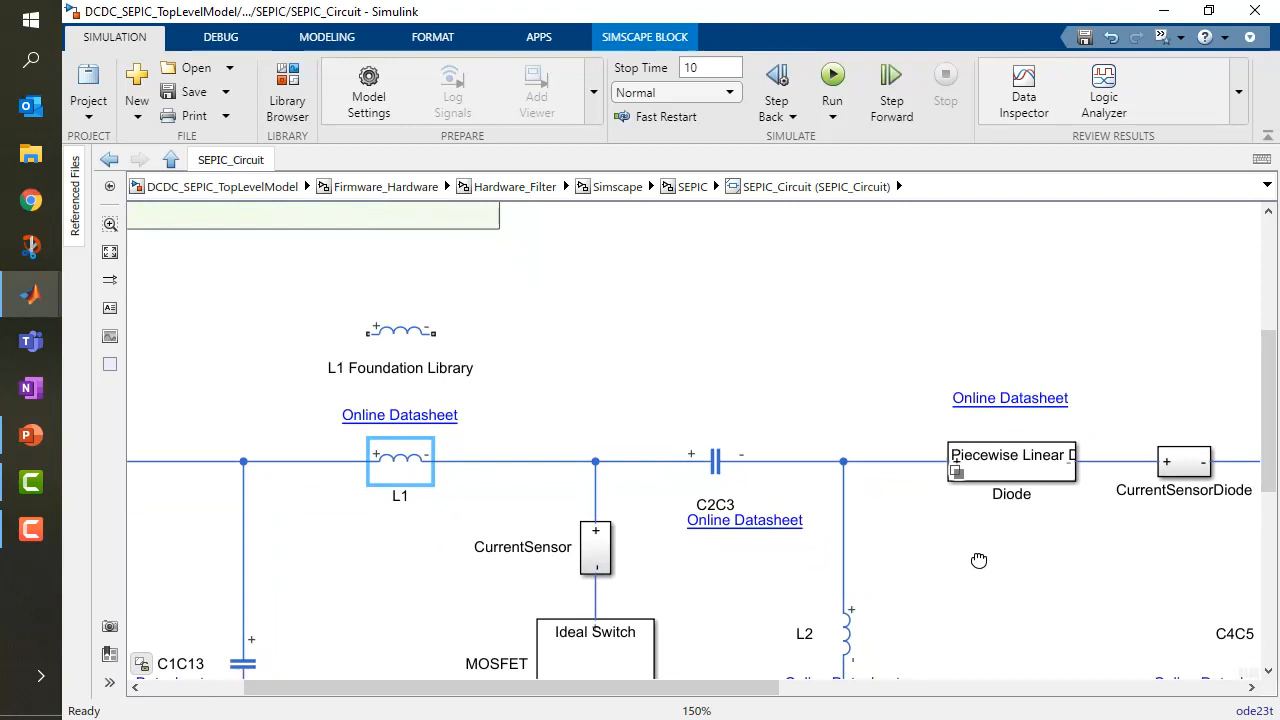 DCDC_SEPIC_TopLevelModel/.../SEPIC/SEPIC_Circuit - Simulink
SIMULATION DEBUG MODELING FORMAT APPS SIMSCAPE BLOCK
Project
New
Open
Save
Print
Library
Browser
Model
Settings
Log
Signals
Add
Viewer
Stop Time 10
Normal
Fast Restart
Step
Back
Run
Step
Forward
Stop
Data
Inspector
Logic
Analyzer
PROJECT FILE LIBRARY PREPARE SIMULATE REVIEW RESULTS
Referenced Files
SEPIC_Circuit
DCDC_SEPIC_TopLevelModel Firmware_Hardware Hardware_Filter Simscape SEPIC SEPIC_Circuit (SEPIC_Circuit)
L1 Foundation Library
Online Datasheet
L1
CurrentSensor
Ideal Switch
MOSFET
C1C13
C2C3
Online Datasheet
Online Datasheet
Piecewise Linear D
Diode
CurrentSensorDiode
L2
C4C5
Ready 150% ode23t